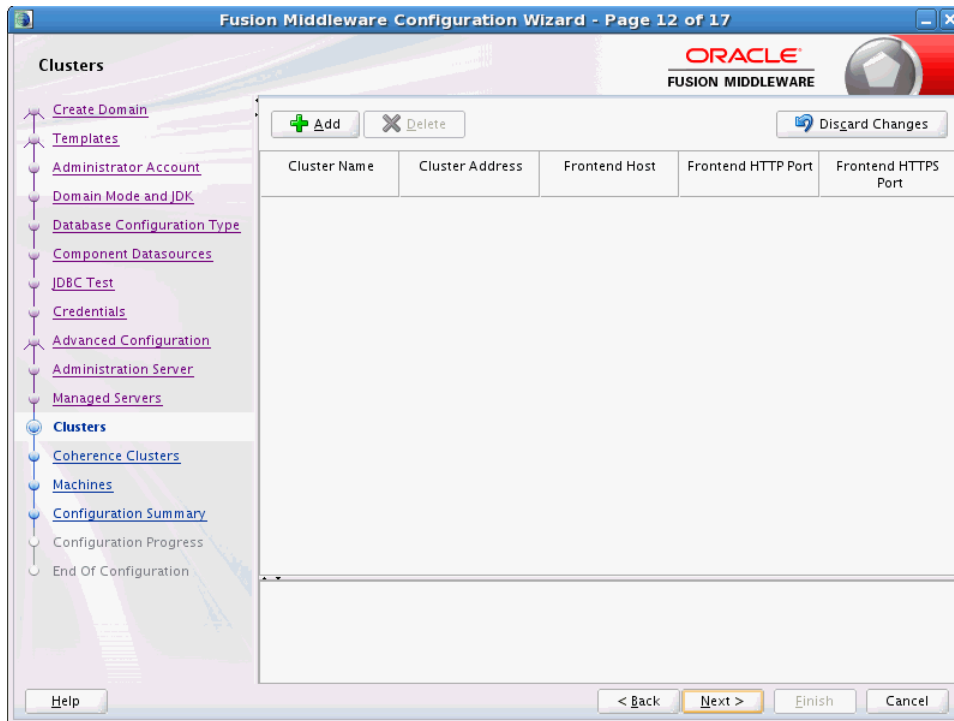 Fusion Middleware Configuration Wizard - Page 12 of 17
Clusters
ORACLE
FUSION MIDDLEWARE
Create Domain
Templates
Administrator Account
Domain Mode and JDK
Database Configuration Type
Component Datasources
JDBC Test
Credentials
Advanced Configuration
Administration Server
Managed Servers
Clusters
Coherence Clusters
Machines
Configuration Summary
Configuration Progress
End Of Configuration
Add Delete Discard Changes
Cluster Name Cluster Address Frontend Host Frontend HTTP Port Frontend HTTPS Port
Help < Back Next > Finish Cancel